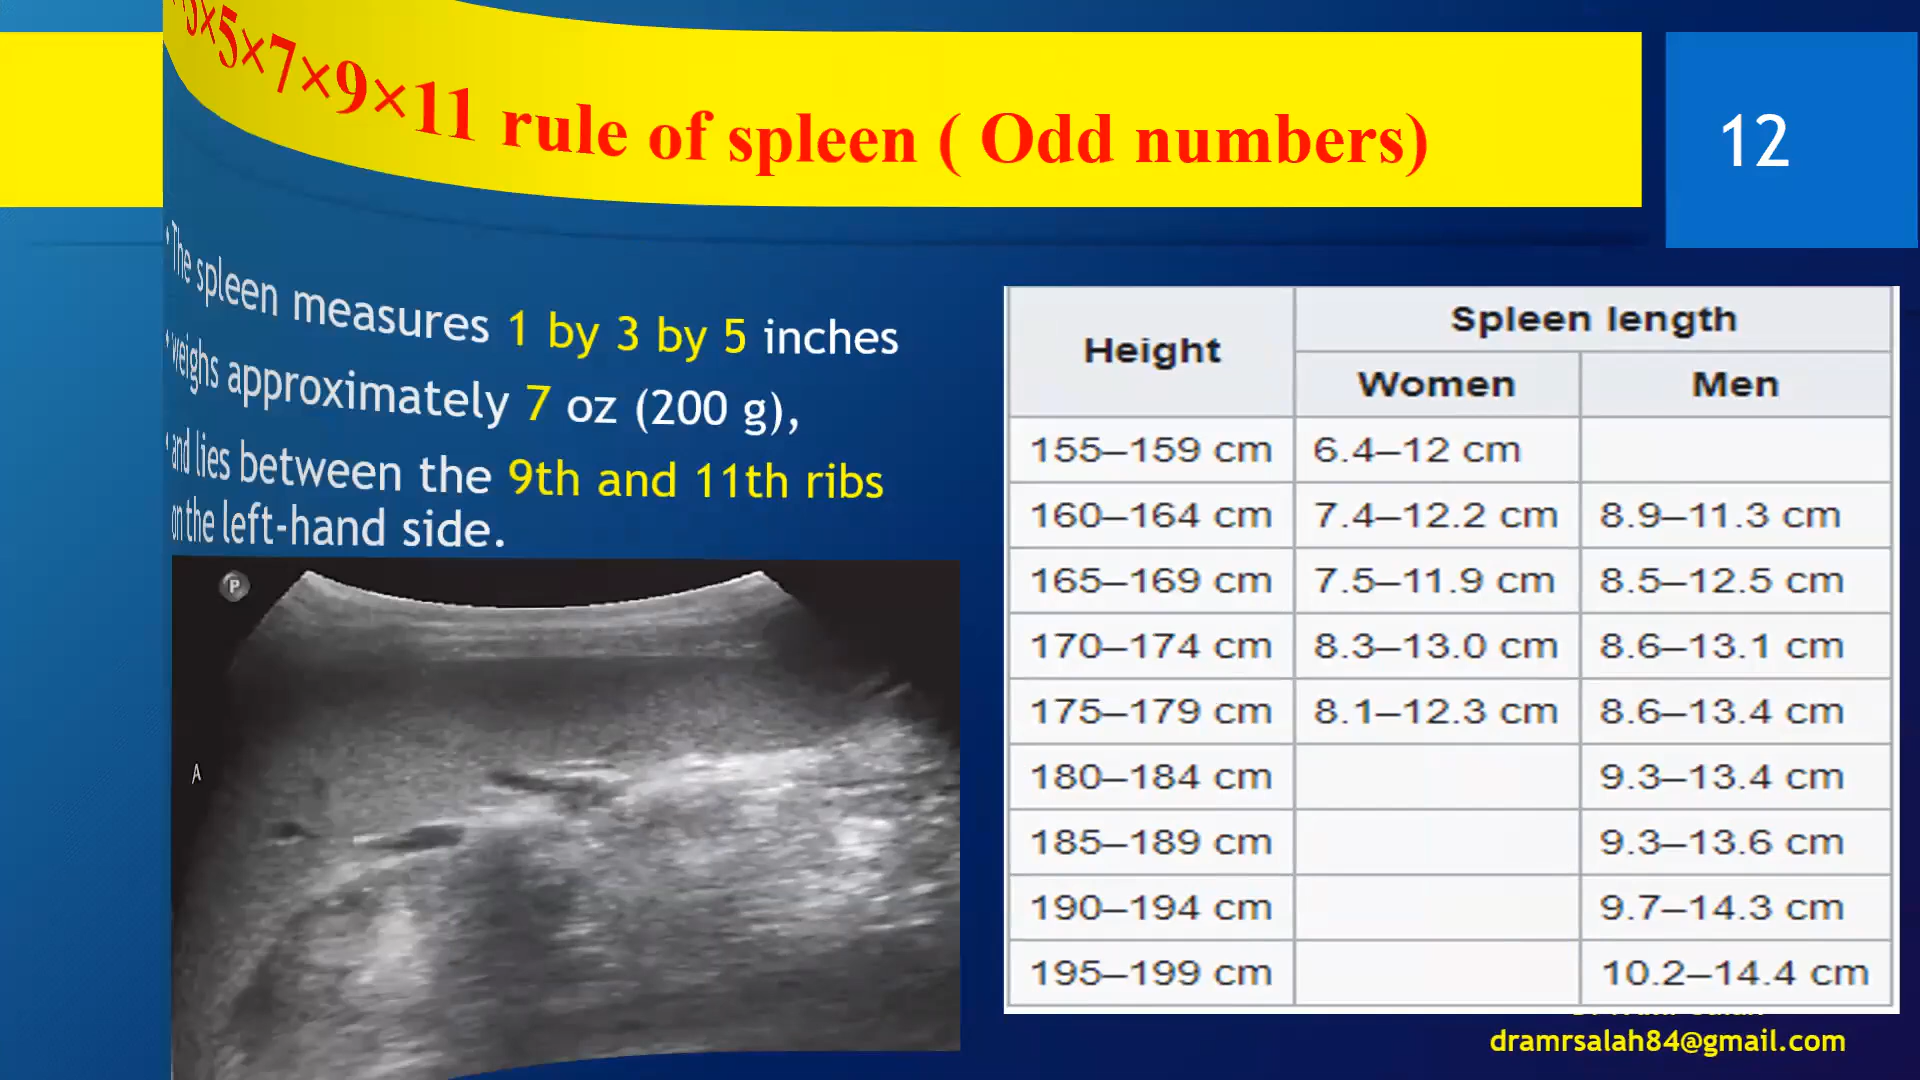 5×7×9×11 rule of spleen ( Odd numbers)
12
• The spleen measures 1 by 3 by 5 inches
• weighs approximately 7 oz (200 g),
• and lies between the 9th and 11th ribs
on the left-hand side.
P
A
Height Spleen length
Women Men
155–159 cm 6.4–12 cm
160–164 cm 7.4–12.2 cm 8.9–11.3 cm
165–169 cm 7.5–11.9 cm 8.5–12.5 cm
170–174 cm 8.3–13.0 cm 8.6–13.1 cm
175–179 cm 8.1–12.3 cm 8.6–13.4 cm
180–184 cm 9.3–13.4 cm
185–189 cm 9.3–13.6 cm
190–194 cm 9.7–14.3 cm
195–199 cm 10.2–14.4 cm
dramrsalah84@gmail.com